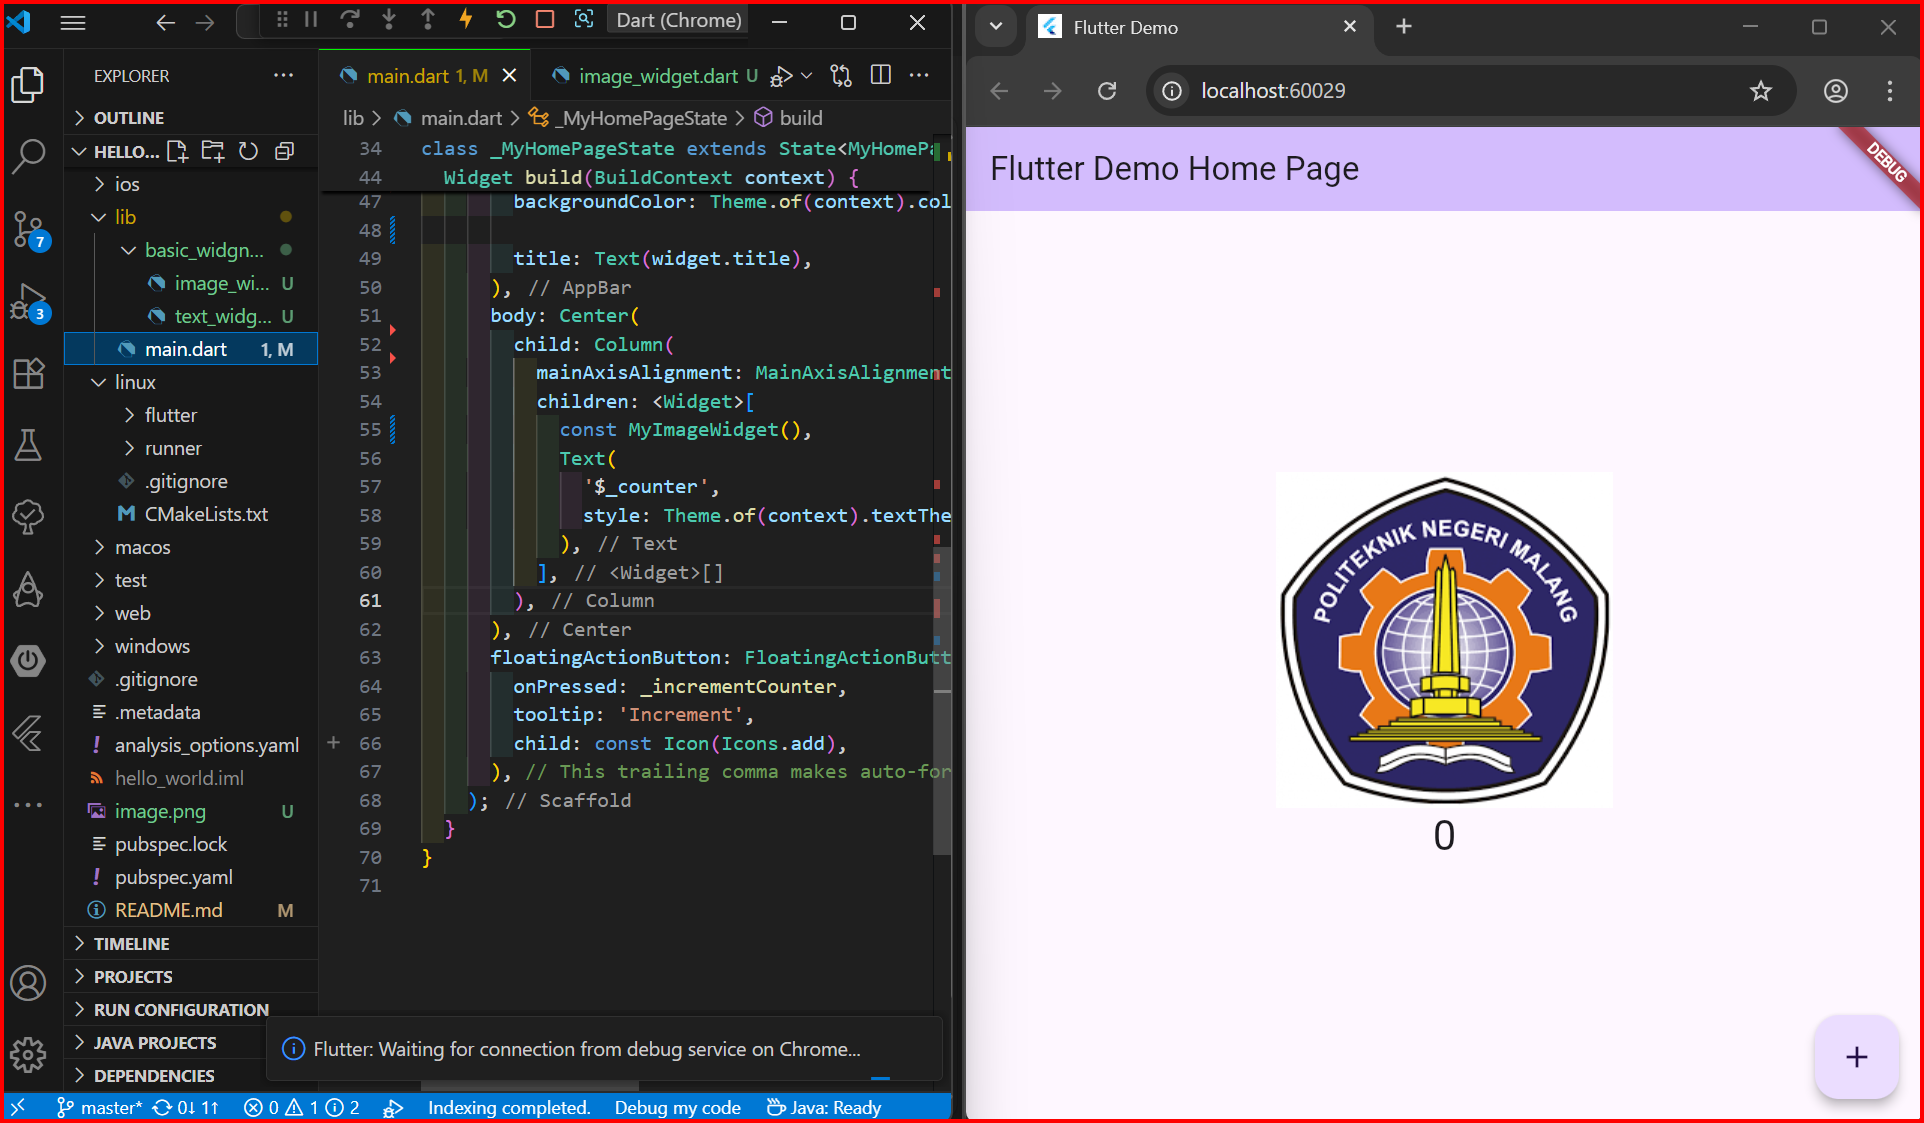 Dart (Chrome)
EXPLORER
OUTLINE
HELLO...
ios
lib
basic_widgn...
image_wi... U
text_widg... U
main.dart 1, M
linux
flutter
runner
.gitignore
CMakeLists.txt
macos
test
web
windows
.gitignore
.metadata
analysis_options.yaml
hello_world.iml
image.png U
pubspec.lock
pubspec.yaml
README.md M
TIMELINE
PROJECTS
RUN CONFIGURATION
JAVA PROJECTS
DEPENDENCIES
7
3
main.dart 1, M
image_widget.dart U
lib > main.dart > _MyHomePageState > build
34 class _MyHomePageState extends State<MyHomePa
44 Widget build(BuildContext context) {
47 backgroundColor: Theme.of(context).col
48
49 title: Text(widget.title),
50 ), // AppBar
51 body: Center(
52 child: Column(
53 mainAxisAlignment: MainAxisAlignment
54 children: <Widget>[
55 const MyImageWidget(),
56 Text(
57 '$_counter',
58 style: Theme.of(context).textThe
59 ), // Text
60 ], // <Widget>[]
61 ), // Column
62 ), // Center
63 floatingActionButton: FloatingActionButt
64 onPressed: _incrementCounter,
65 tooltip: 'Increment',
66 child: const Icon(Icons.add),
67 ), // This trailing comma makes auto-for
68 ); // Scaffold
69 }
70 }
71
Flutter: Waiting for connection from debug service on Chrome...
master* 0↓ 1↑ 0 1 2 Indexing completed. Debug my code Java: Ready
Flutter Demo
localhost:60029
Flutter Demo Home Page
DEBUG
POLITEKNIK NEGERI MALANG
0
+